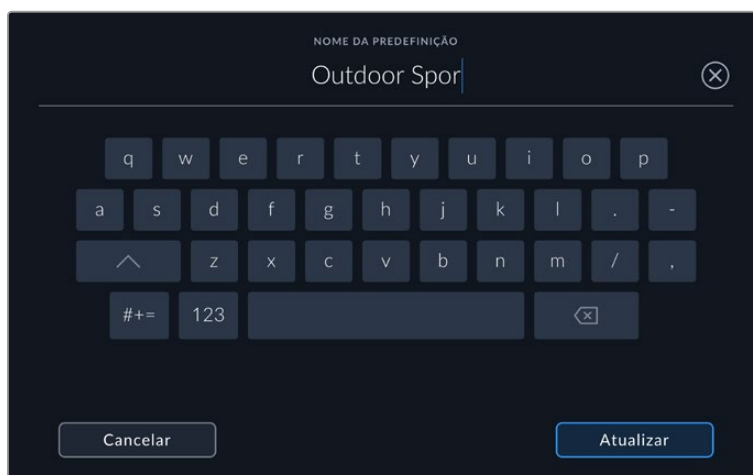 NOME DA PREDEFINIÇÃO
Outdoor Spor
q w e r t y u i o p
a s d f g h j k l . -
z x c v b n m / ,
#+= 123
Cancelar Atualizar